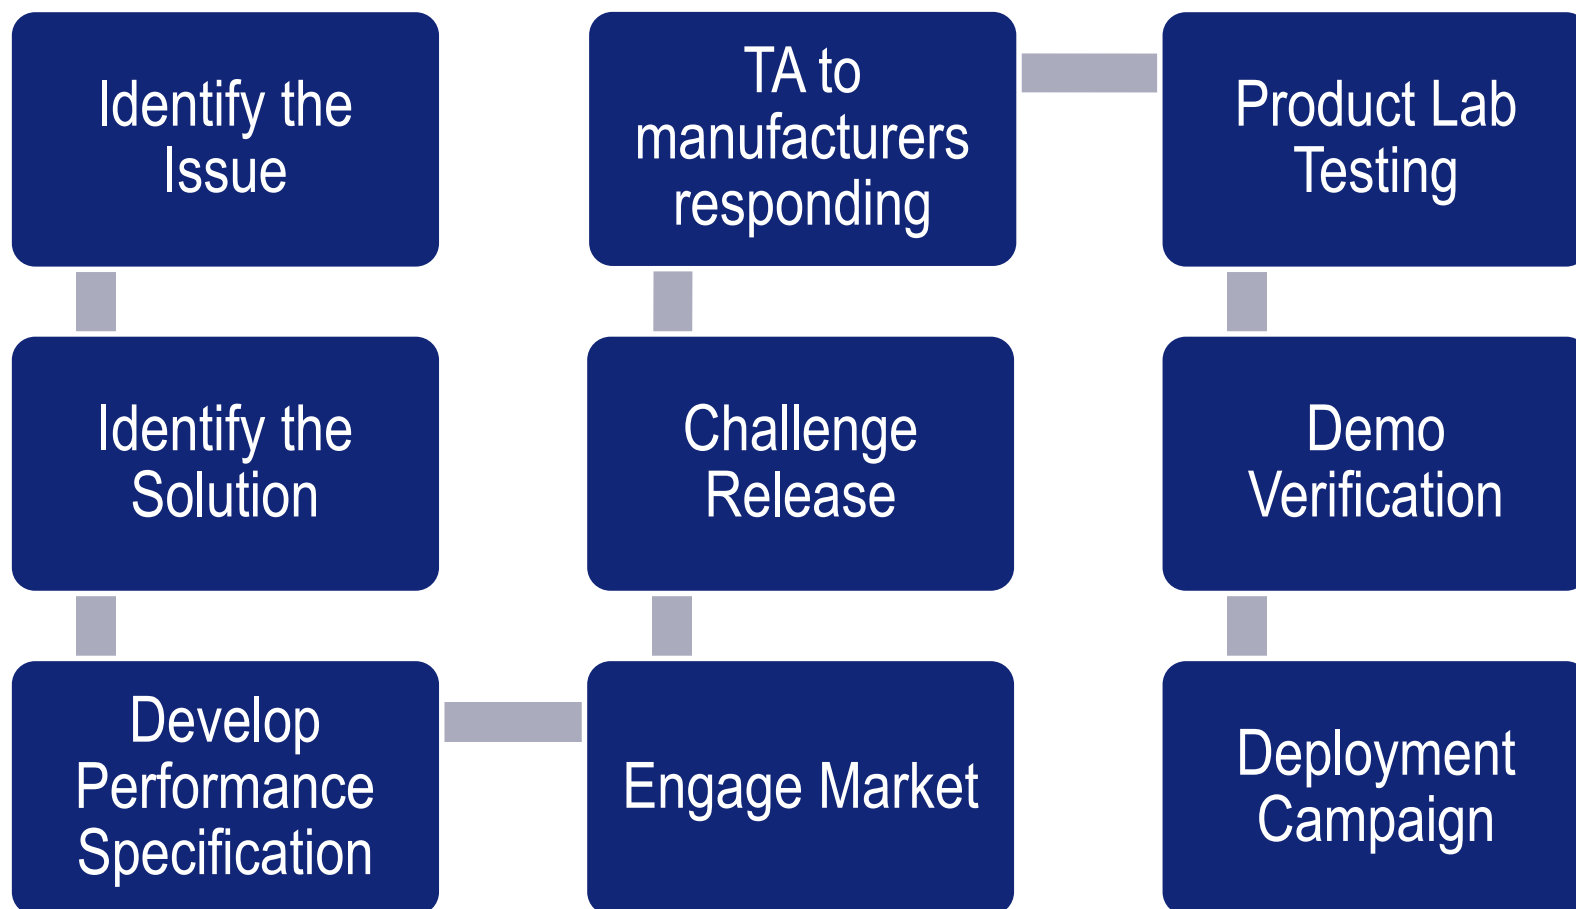 Identify the
Issue
Identify the
Solution
Develop
Performance
Specification
Engage Market
Challenge
Release
TA to
manufacturers
responding
Product Lab
Testing
Demo
Verification
Deployment
Campaign